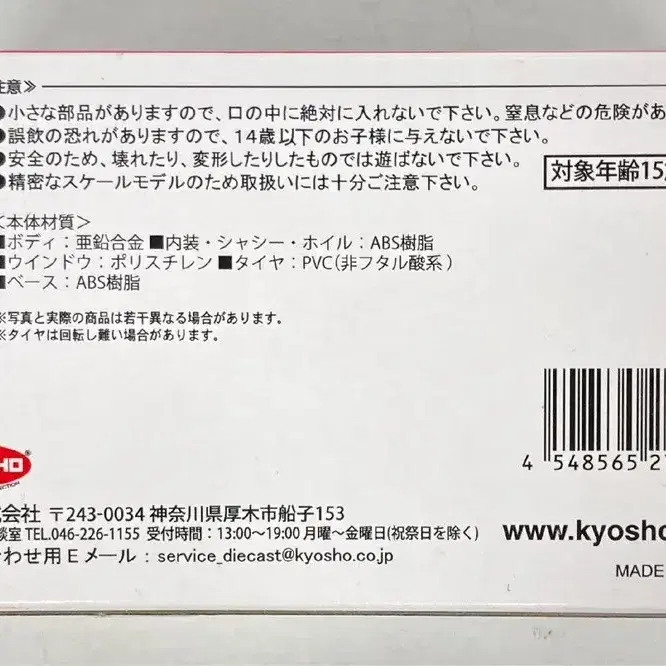 注意≫
●小さな部品がありますので、口の中に絶対に入れないで下さい。窒息などの危険があ
●誤飲の恐れがありますので、14歳以下のお子様に与えないで下さい。
●安全のため、壊れたり、変形したりしたものでは遊ばないで下さい。
●精密なスケールモデルのため取扱いには十分ご注意下さい。
対象年齢15
<本体材質>
■ボディ：亜鉛合金 ■内装・シャシー・ホイル：ABS樹脂
■ウインドウ：ポリスチレン ■タイヤ：PVC(非フタル酸系)
■ベース：ABS樹脂
※写真と実際の商品は若干異なる場合があります。
※タイヤは回転し難い場合があります。
4 548565 2
HO
式会社 〒243-0034 神奈川県厚木市船子153
談室 TEL.046-226-1155 受付時間：13:00～19:00 月曜～金曜日(祝祭日を除く)
合わせ用Eメール：service_diecast@kyosho.co.jp
www.kyosho
MADE